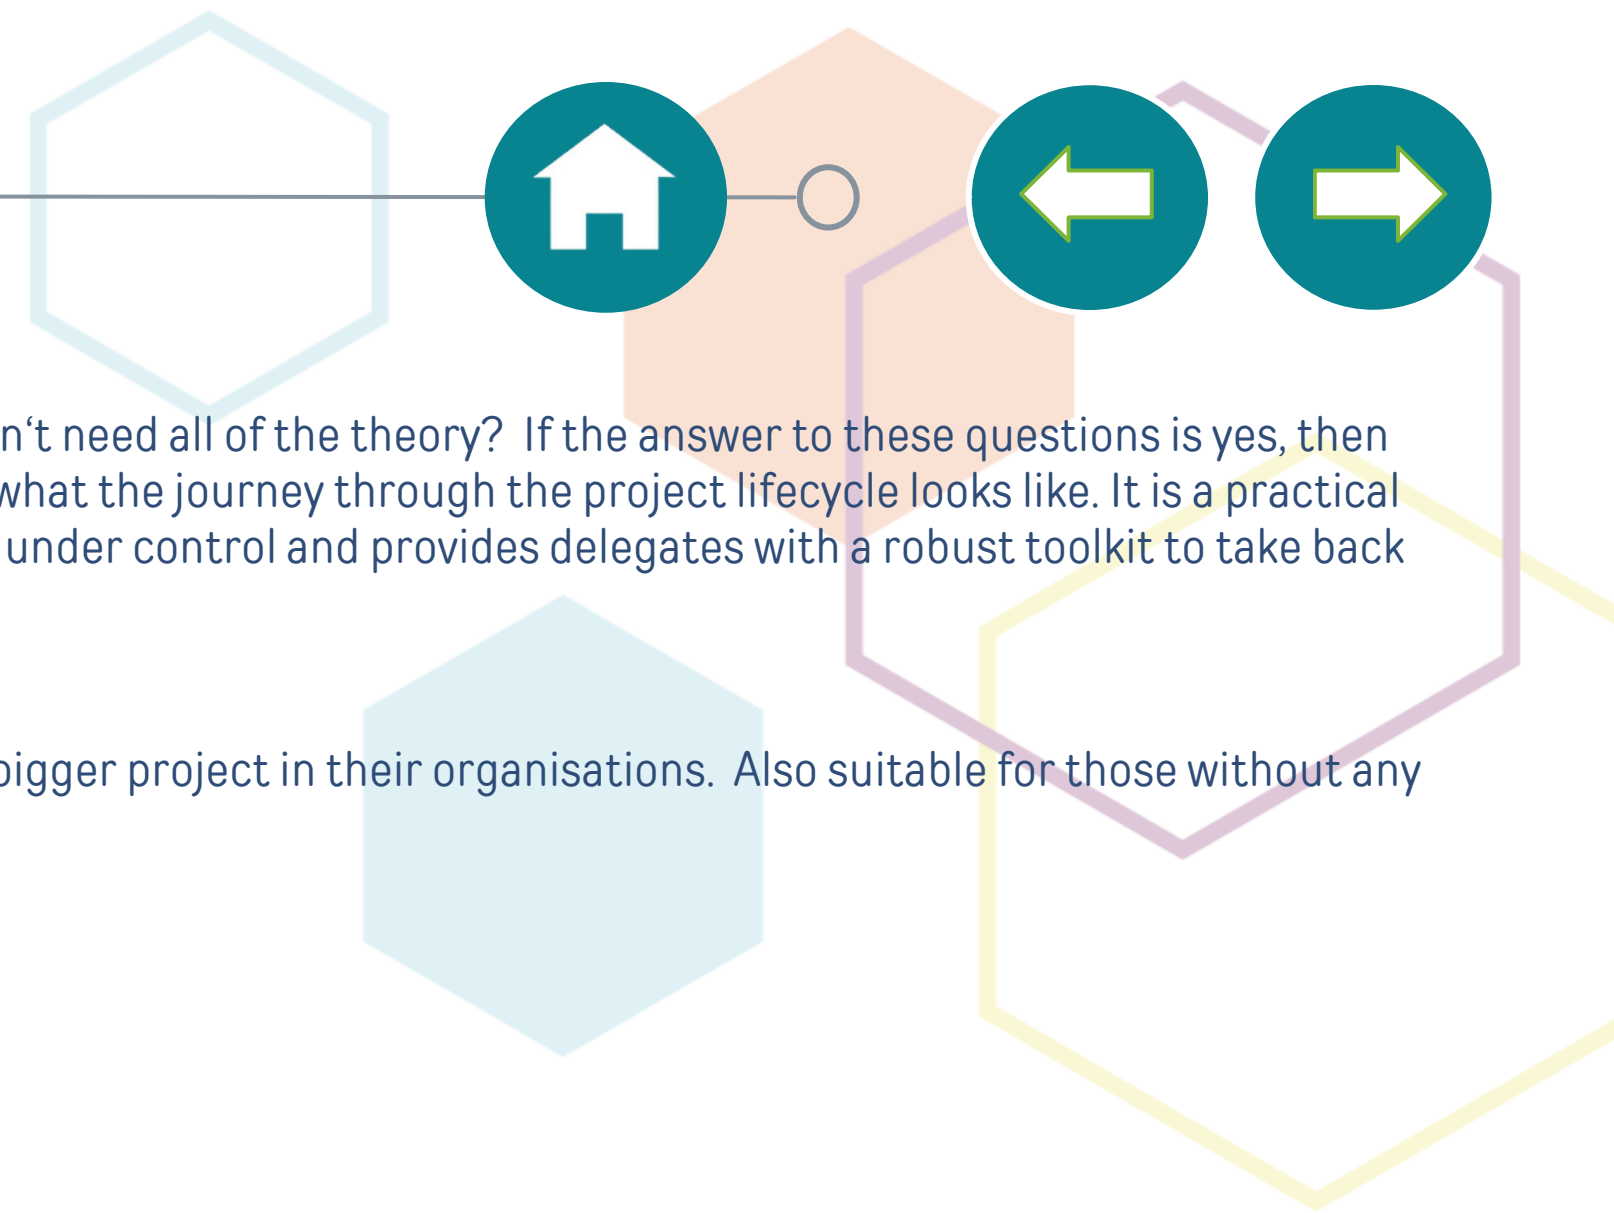 n't need all of the theory?  If the answer to these questions is yes, then
what the journey through the project lifecycle looks like. It is a practical
under control and provides delegates with a robust toolkit to take back
bigger project in their organisations.  Also suitable for those without any